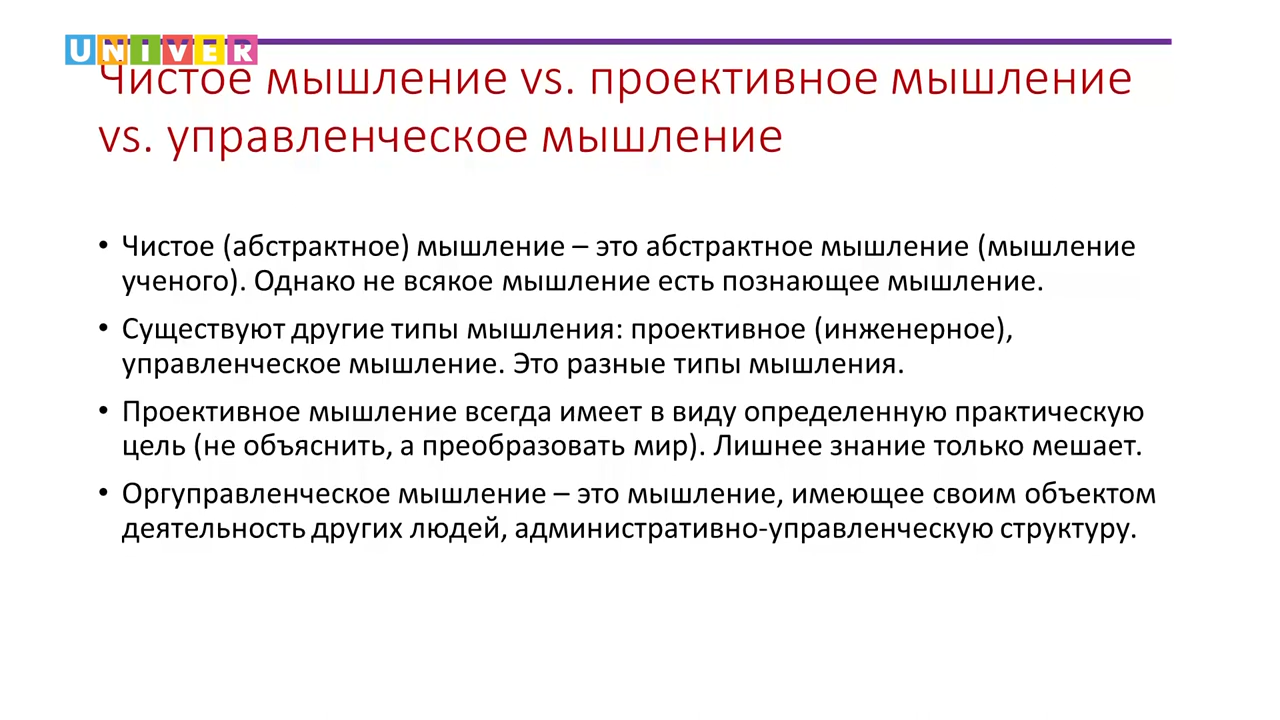 UNIVER
Чистое мышление vs. проективное мышление
vs. управленческое мышление
• Чистое (абстрактное) мышление – это абстрактное мышление (мышление
ученого). Однако не всякое мышление есть познающее мышление.
• Существуют другие типы мышления: проективное (инженерное),
управленческое мышление. Это разные типы мышления.
• Проективное мышление всегда имеет в виду определенную практическую
цель (не объяснить, а преобразовать мир). Лишнее знание только мешает.
• Оргуправленческое мышление – это мышление, имеющее своим объектом
деятельность других людей, административно-управленческую структуру.